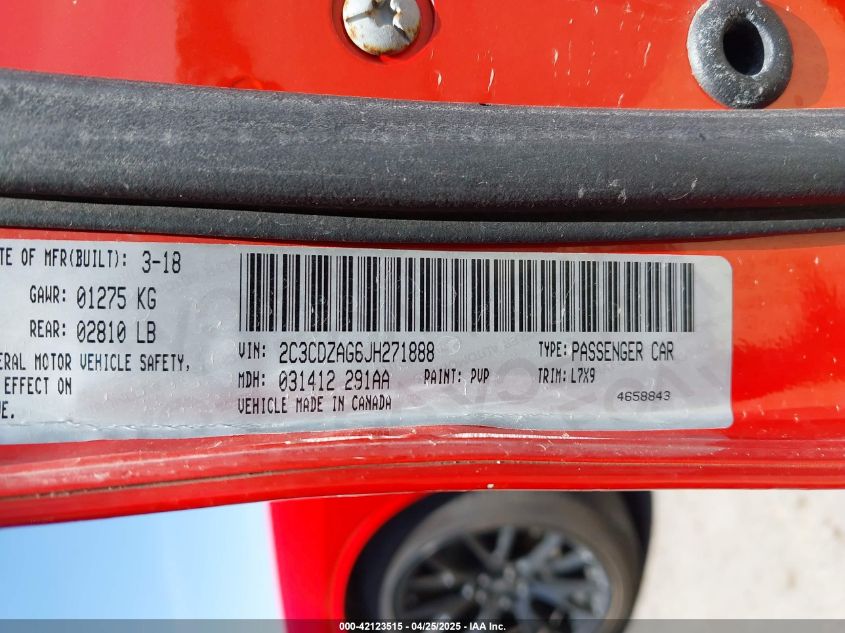 TE OF MFR(BUILT): 3-18
GAWR: 01275 KG
REAR: 02810 LB
ERAL MOTOR VEHICLE SAFETY,
EFFECT ON
VE.
VIN: 2C3CDZAG6JH271888 TYPE: PASSENGER CAR
MDH: 031412 291AA PAINT: PVP TRIM: L7X9
VEHICLE MADE IN CANADA 4658843
000-42123515 - 04/25/2025 - IAA Inc.